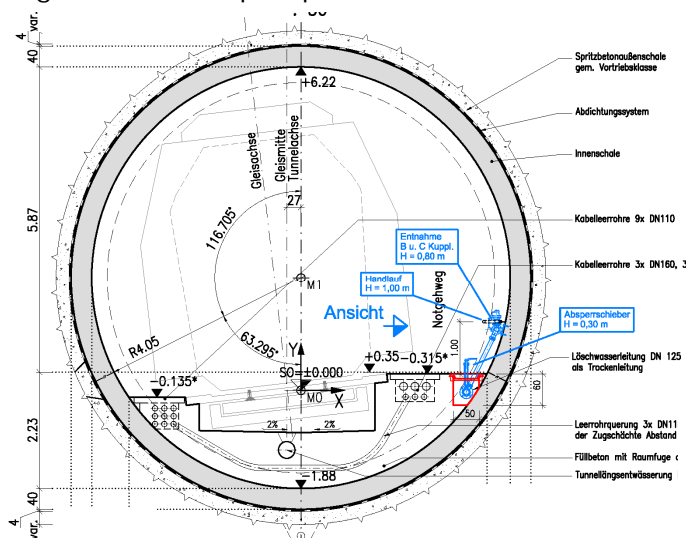 4
var.
40
5.87
2.23
40
4
var.
+6.22
Gleisachse
Gleismitte
Tunnelachse
27
116.705°
63.295°
R4.05
M1
Ansicht
Notgehweg
Entnahme
B u. C Kuppl.
H = 0,80 m
Handlauf
H = 1,00 m
Absperrschieber
H = 0,30 m
1.00
60
50
Y
X
SO=±0.000
M0
+0.35
-0.315*
-0.135*
2%
2%
-1.88
Spritzbetonaußenschale
gem. Vortriebsklasse
Abdichtungssystem
Innenschale
Kabelleerrohre 9x DN110
Kabelleerrohre 3x DN160, 3
Löschwasserleitung DN 125
als Trockenleitung
Leerrohrquerung 3x DN11
der Zugschächte Abstand
Füllbeton mit Raumfuge
Tunnellängsentwässerung